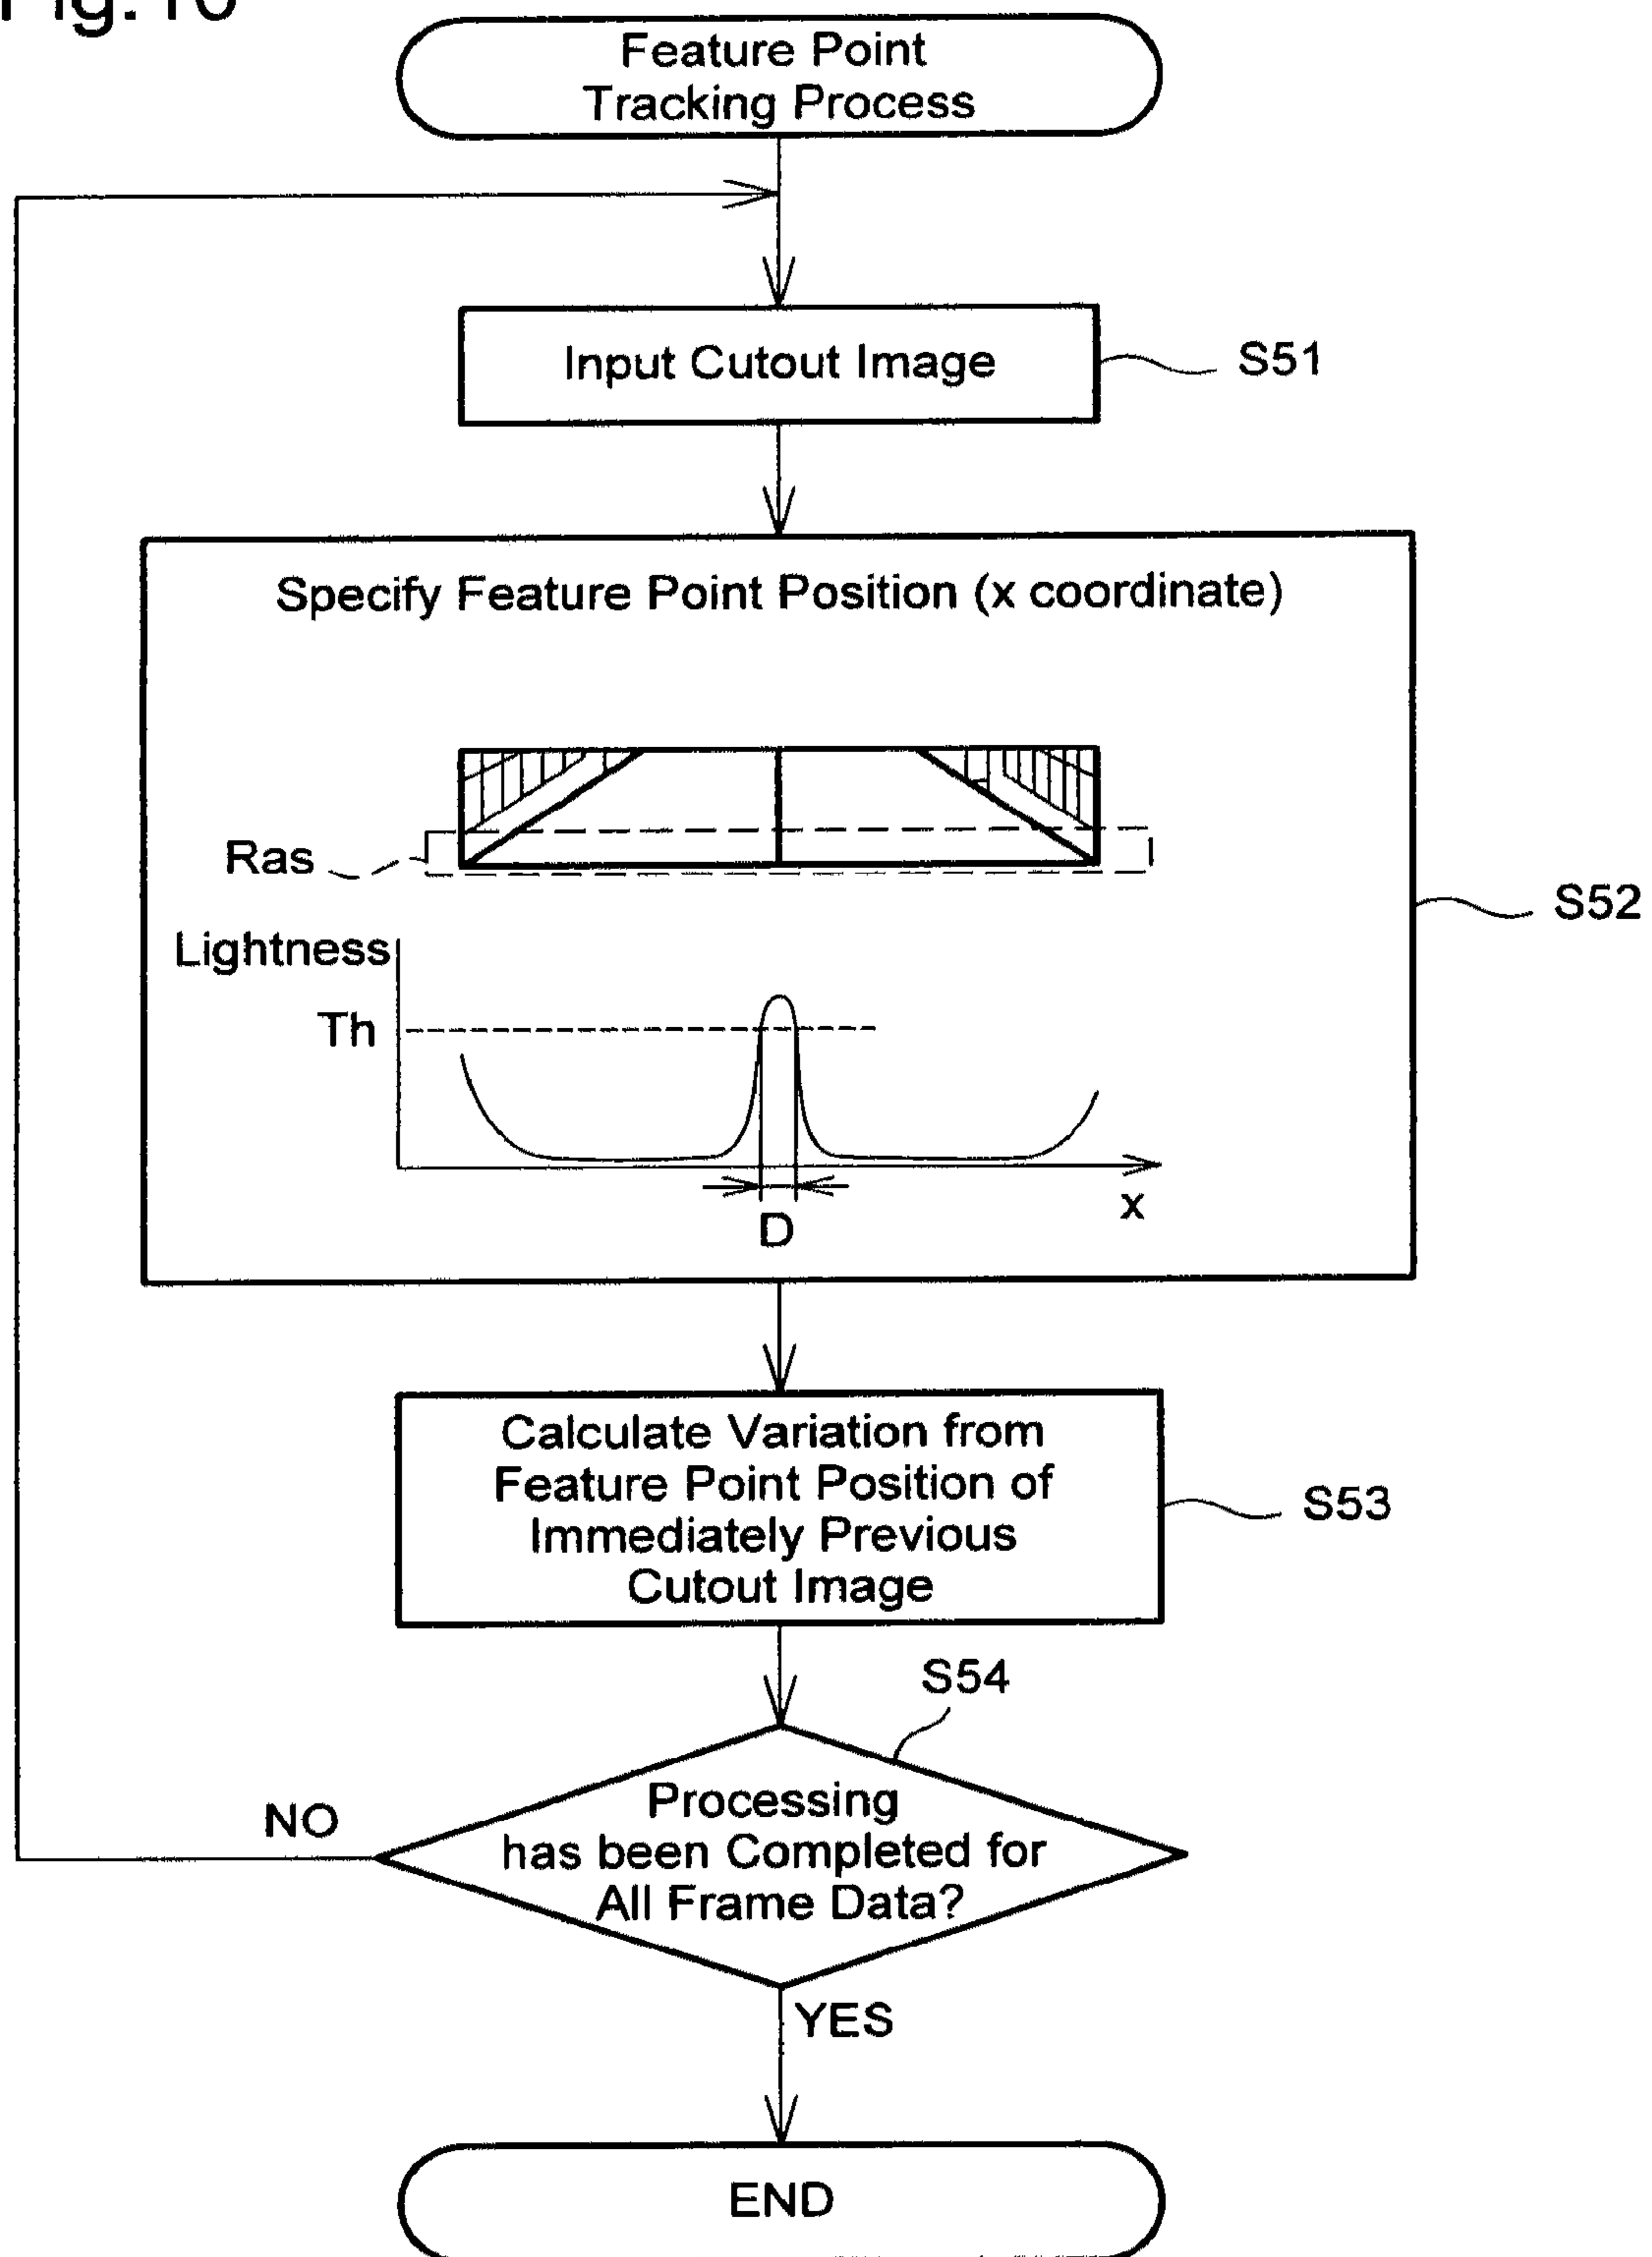 Feature Point
Tracking Process
Input Cutout Image
S51
Specify Feature Point Position (x coordinate)
Ras
S52
Lightness
Th
x
D
Calculate Variation from
Feature Point Position of
Immediately Previous
Cutout Image
S53
S54
Processing
has been Completed for
All Frame Data?
NO
YES
END